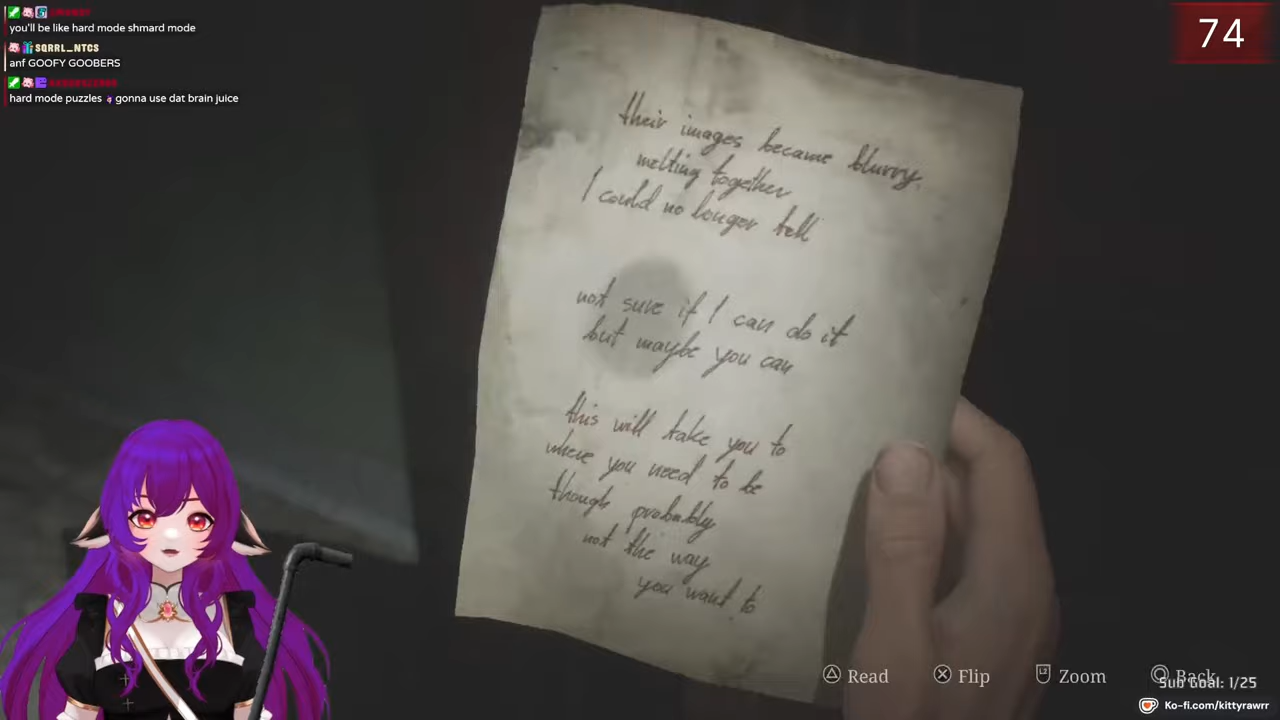 you'll be like hard mode shmard mode
SQRRL_NTCS
anf GOOFY GOOBERS
hard mode puzzles gonna use dat brain juice
74
their images became blurry,
melting together
I could no longer tell
not sure if I can do it
but maybe you can
this will take you to
where you need to be
though probably
not the way
you want to
Read
Flip
L2 Zoom
Back
Sub Goal: 1/25
Ko-fi.com/kittyrawrr